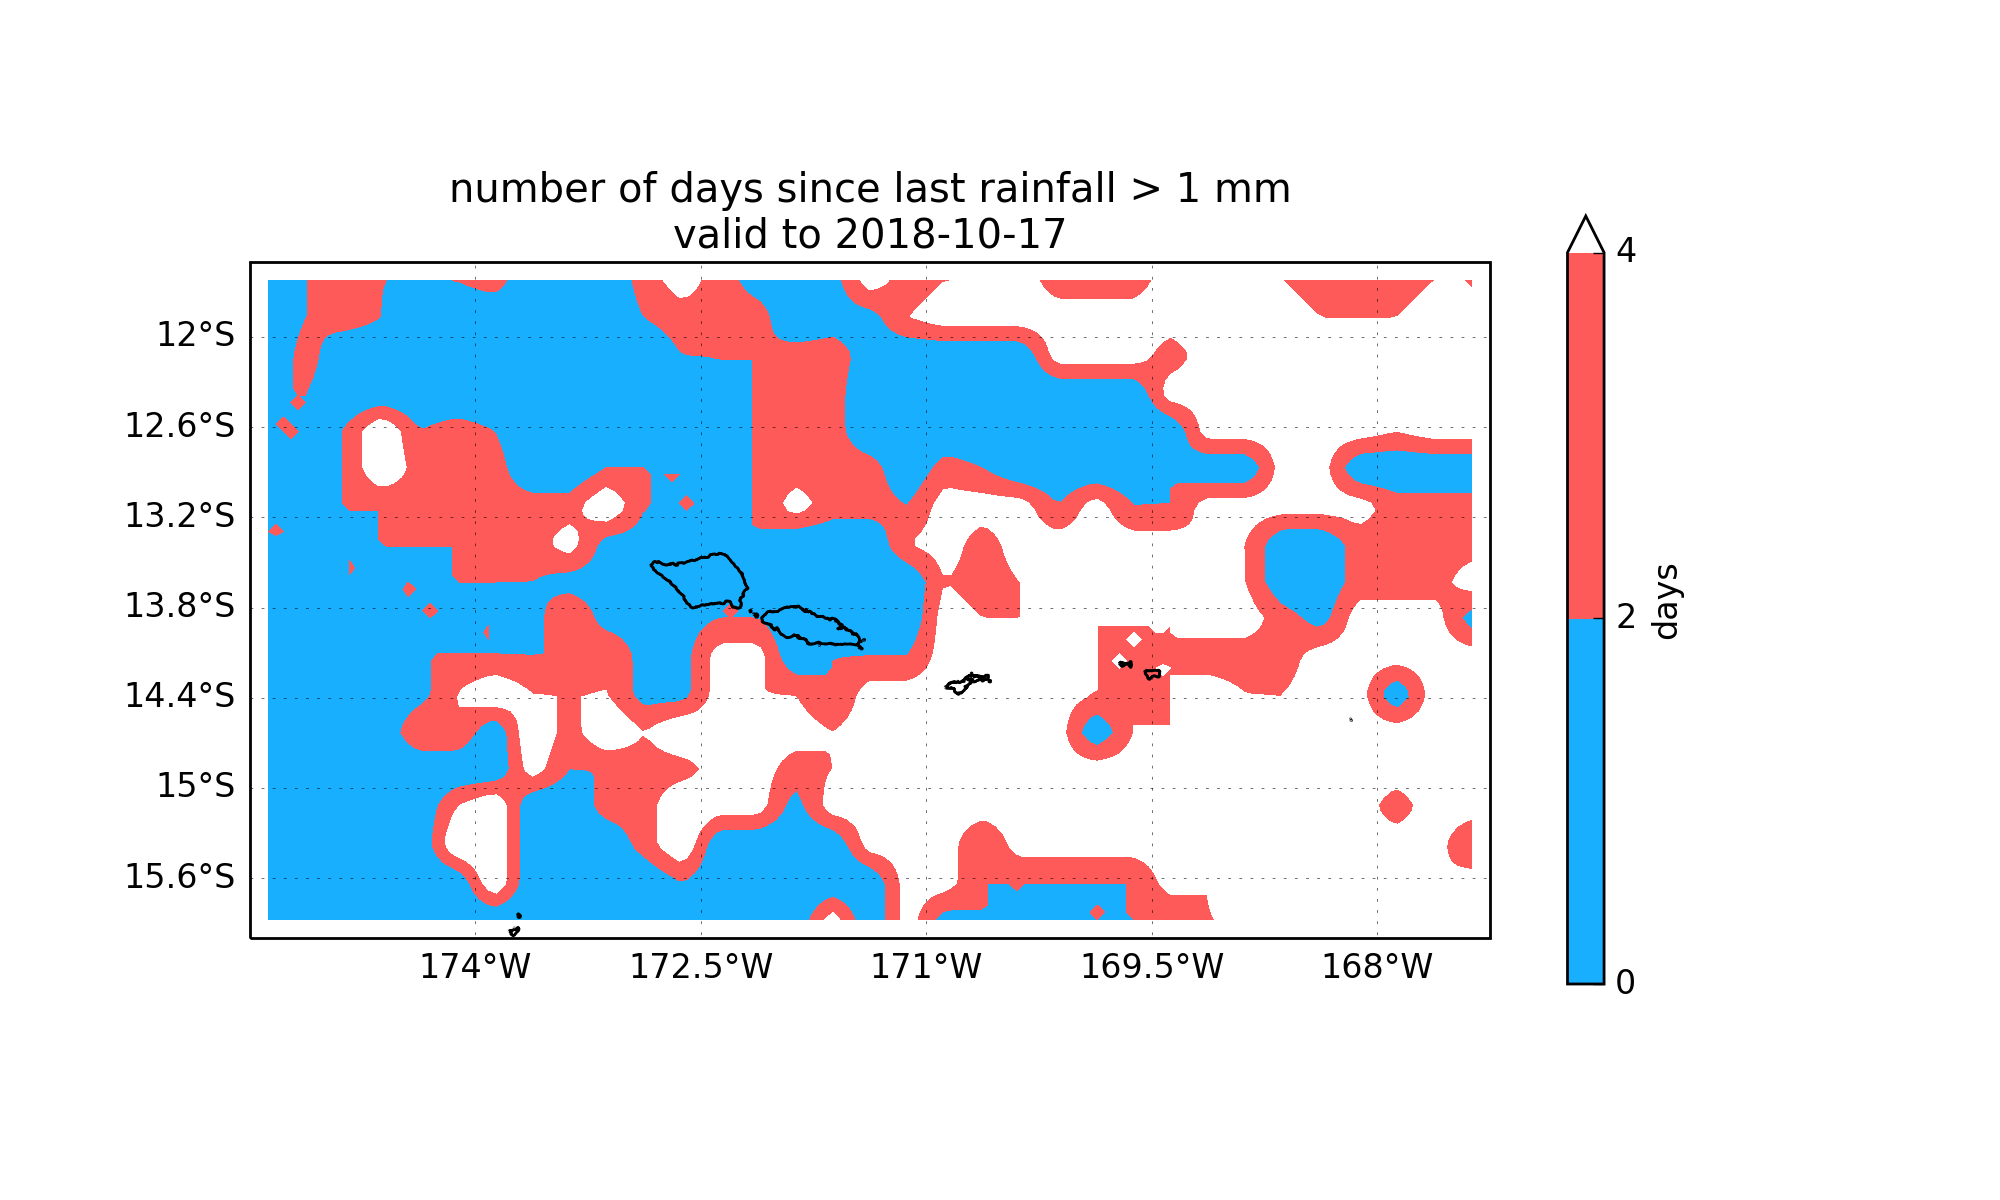 number of days since last rainfall > 1 mm
valid to 2018-10-17
12°S
12.6°S
13.2°S
13.8°S
14.4°S
15°S
15.6°S
174°W
172.5°W
171°W
169.5°W
168°W
4
2
0
days